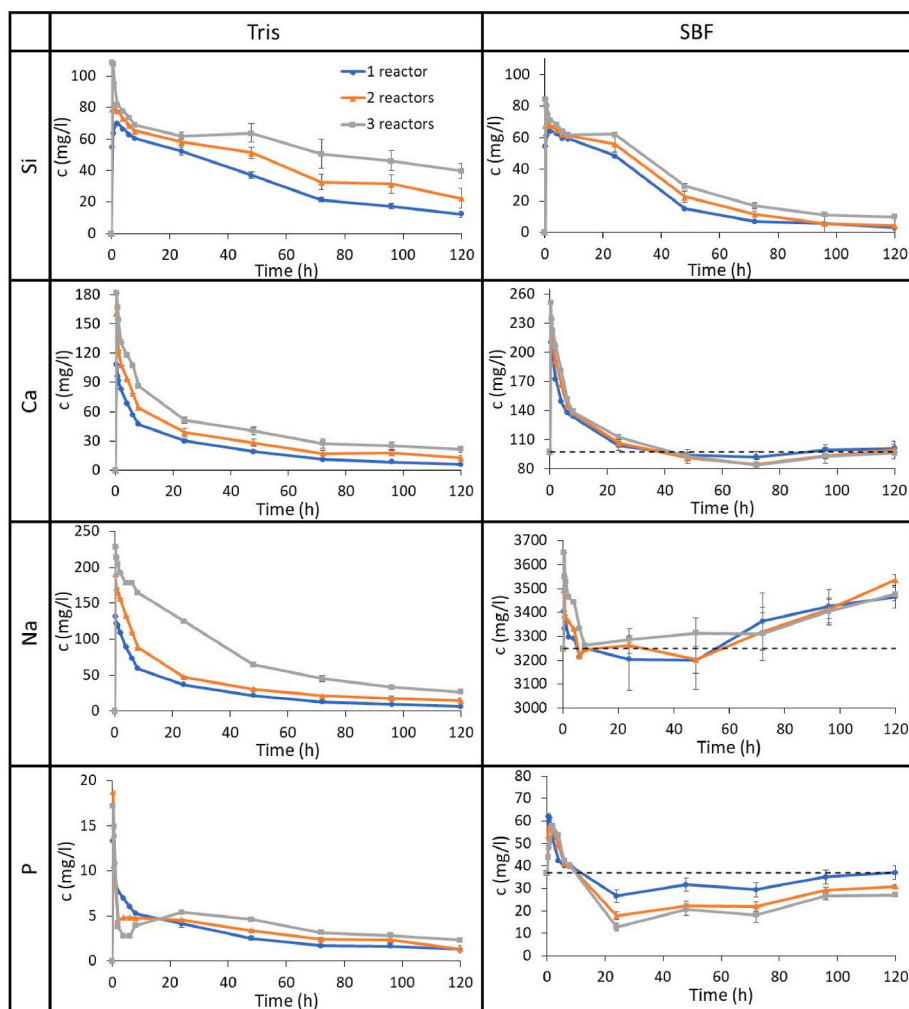 Tris SBF
Si
c (mg/l)
100
80
60
40
20
0
1 reactor
2 reactors
3 reactors
0 20 40 60 80 100 120
Time (h)
c (mg/l)
100
80
60
40
20
0
0 20 40 60 80 100 120
Time (h)
Ca
c (mg/l)
180
150
120
90
60
30
0
0 20 40 60 80 100 120
Time (h)
c (mg/l)
260
230
200
170
140
110
80
0 20 40 60 80 100 120
Time (h)
Na
c (mg/l)
250
200
150
100
50
0
0 20 40 60 80 100 120
Time (h)
c (mg/l)
3700
3600
3500
3400
3300
3200
3100
3000
0 20 40 60 80 100 120
Time (h)
P
c (mg/l)
20
15
10
5
0
0 20 40 60 80 100 120
Time (h)
c (mg/l)
80
70
60
50
40
30
20
10
0
0 20 40 60 80 100 120
Time (h)